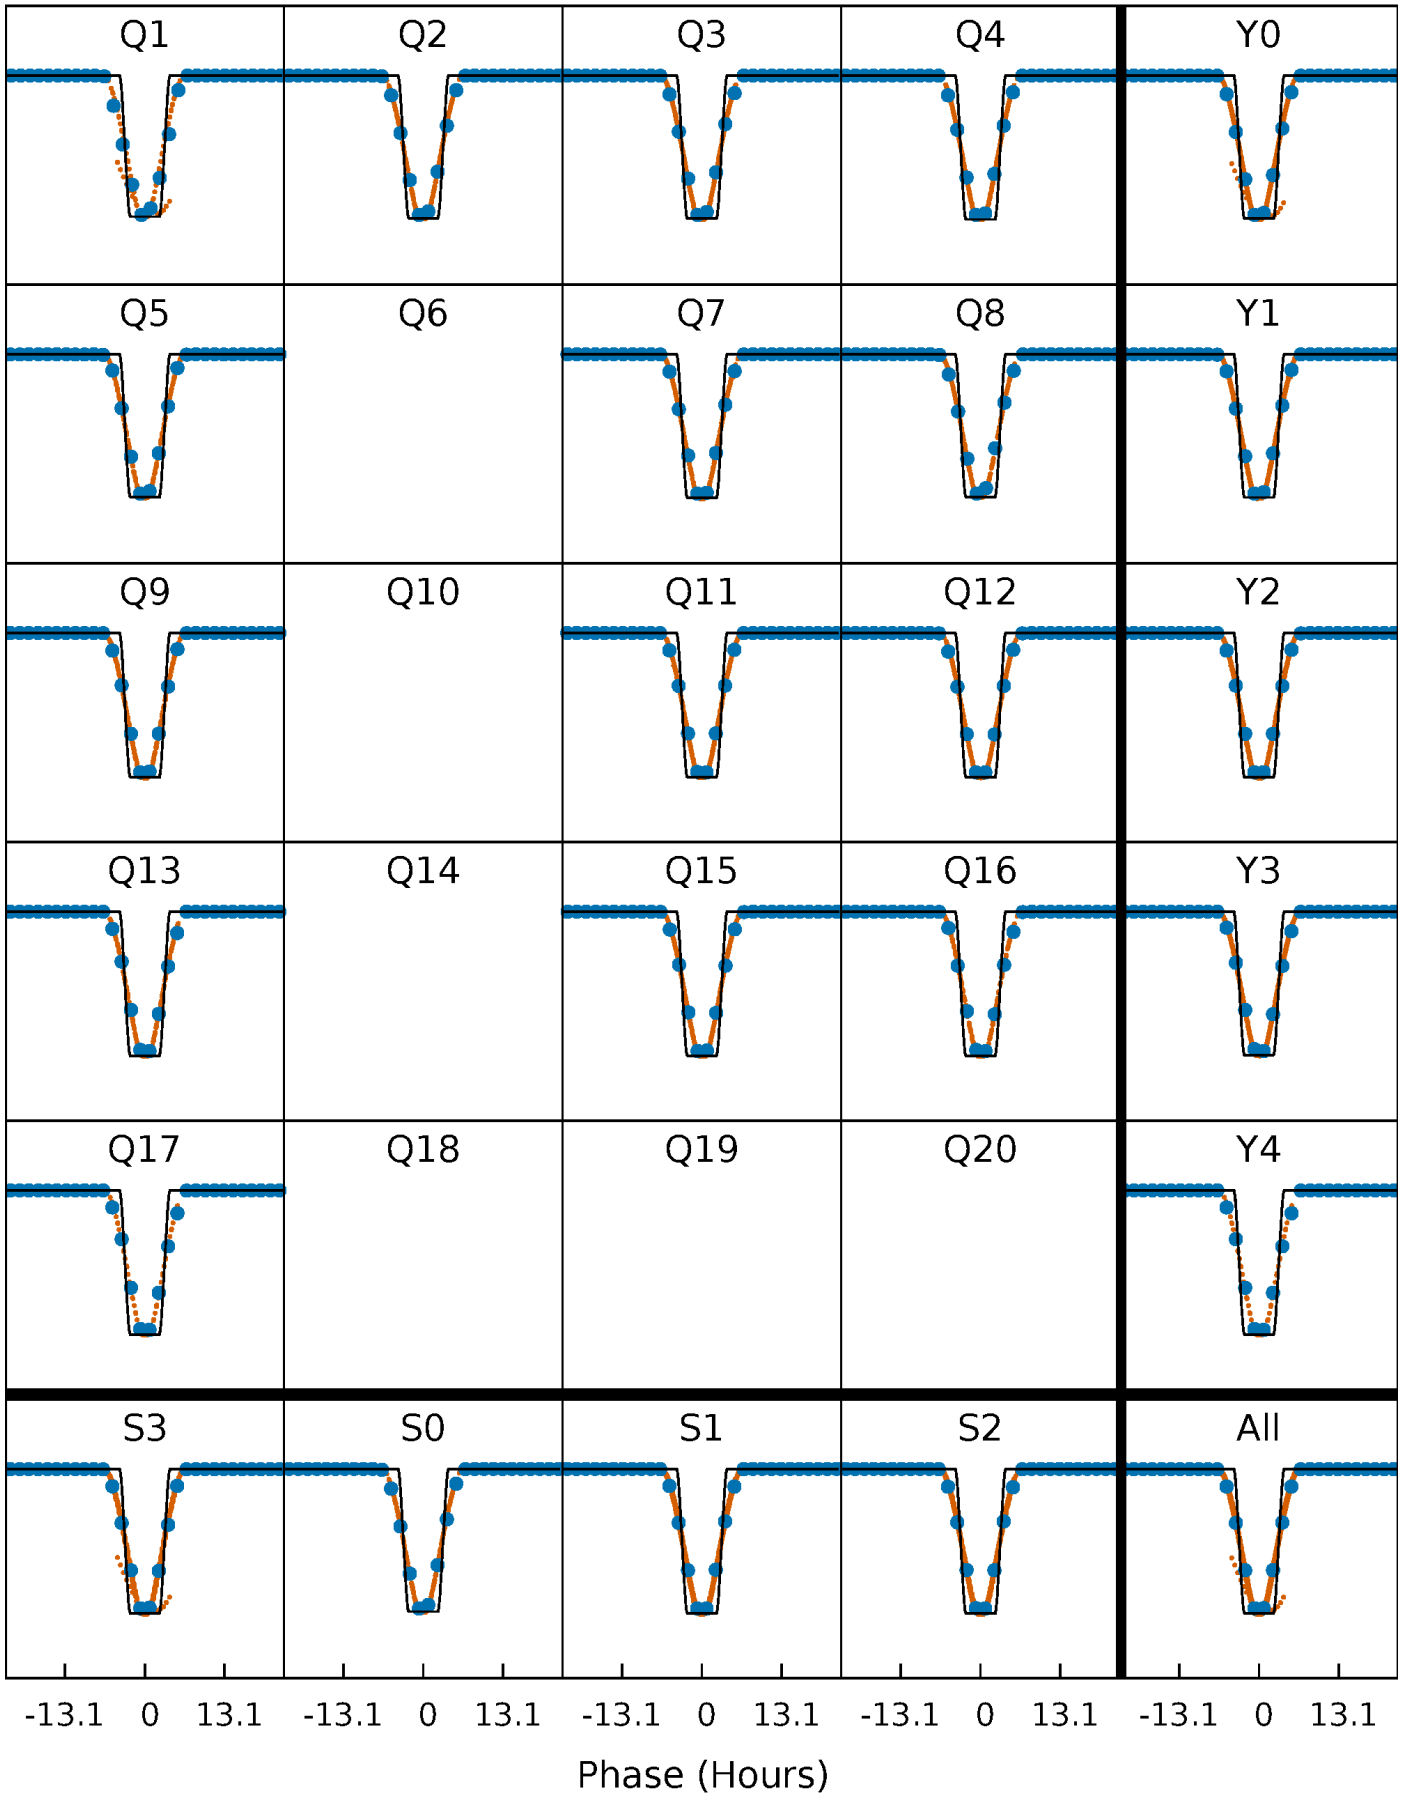 Q1 Q2 Q3 Q4 Y0
Q5 Q6 Q7 Q8 Y1
Q9 Q10 Q11 Q12 Y2
Q13 Q14 Q15 Q16 Y3
Q17 Q18 Q19 Q20 Y4
S3 S0 S1 S2 All
-13.1 0 13.1 -13.1 0 13.1 -13.1 0 13.1 -13.1 0 13.1 -13.1 0 13.1
Phase (Hours)